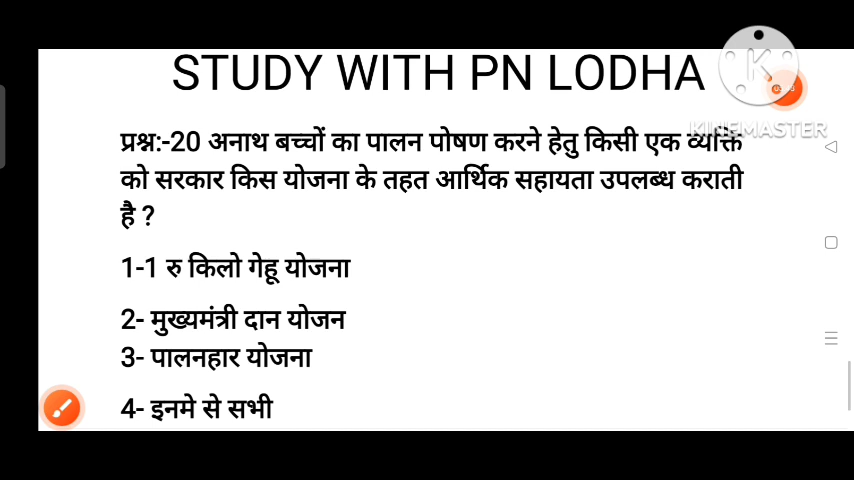 STUDY WITH PN LODHA
KINEMASTER
प्रश्न:-20 अनाथ बच्चों का पालन पोषण करने हेतु किसी एक व्यक्ति
को सरकार किस योजना के तहत आर्थिक सहायता उपलब्ध कराती
है ?
1-1 रु किलो गेहू योजना
2- मुख्यमंत्री दान योजन
3- पालनहार योजना
4- इनमे से सभी